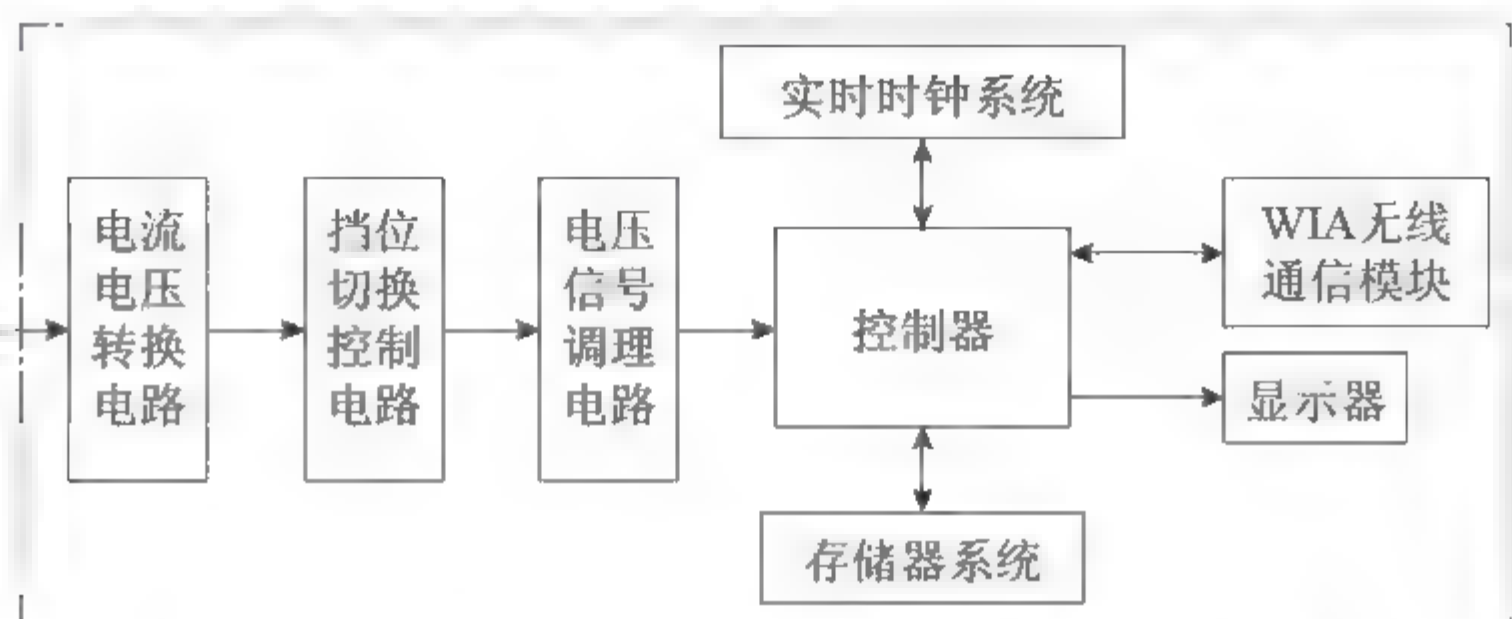 实时时钟系统
电流
电压
转换
电路
挡位
切换
控制
电路
电压
信号
调理
电路
控制器
WIA无线
通信模块
显示器
存储器系统